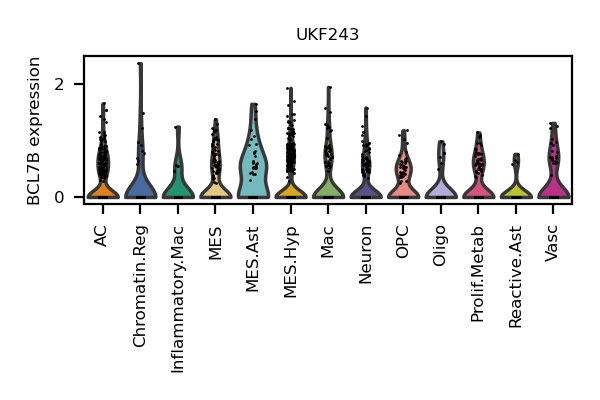 UKF243
BCL7B expression
2
0
AC
Chromatin.Reg
Inflammatory.Mac
MES
MES.Ast
MES.Hyp
Mac
Neuron
OPC
Oligo
Prolif.Metab
Reactive.Ast
Vasc